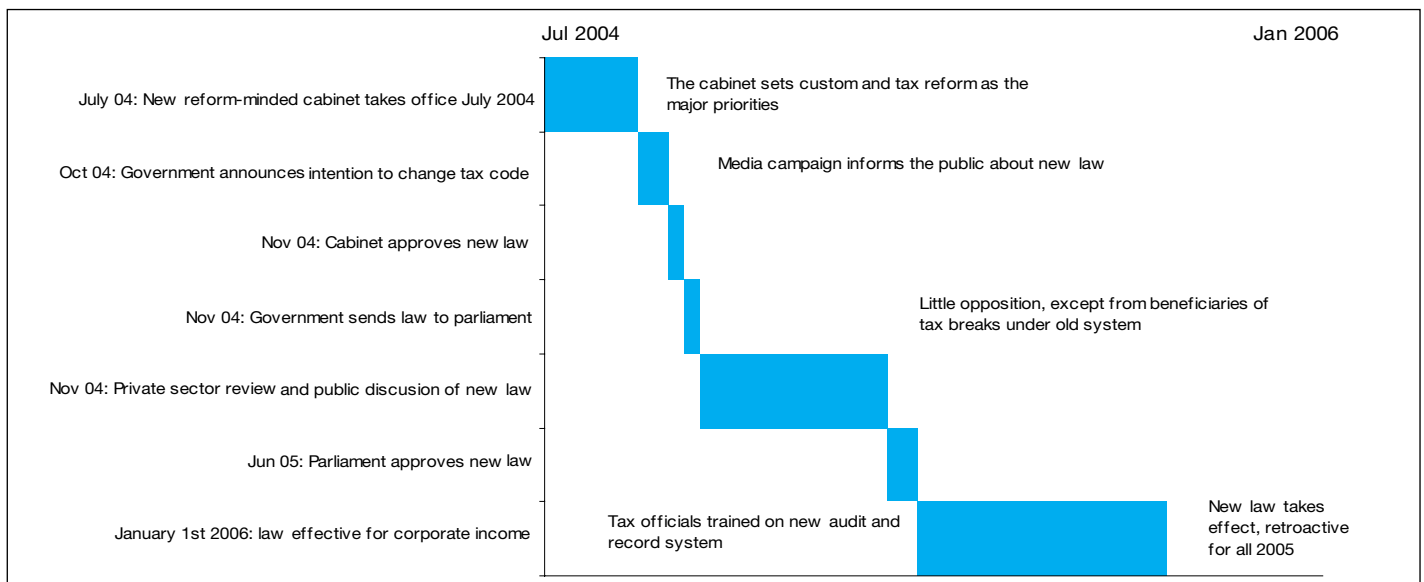 Jul 2004 Jan 2006
July 04: New reform-minded cabinet takes office July 2004
The cabinet sets custom and tax reform as the
major priorities
Oct 04: Government announces intention to change tax code
Media campaign informs the public about new law
Nov 04: Cabinet approves new law
Nov 04: Government sends law to parliament
Little opposition, except from beneficiaries of
tax breaks under old system
Nov 04: Private sector review and public discusion of new law
Jun 05: Parliament approves new law
January 1st 2006: law effective for corporate income
Tax officials trained on new audit and
record system
New law takes
effect, retroactive
for all 2005